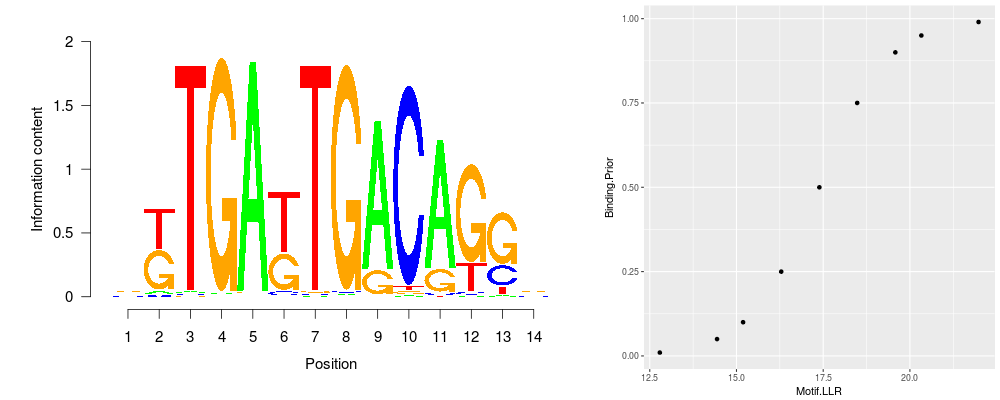 2
1.5
1
0.5
0
Information content
T
G
T
G
A
T
G
T
G
A
G
C
T
A
G
G
T
G
C
T
1 2 3 4 5 6 7 8 9 10 11 12 13 14
Position
1.00
0.75
0.50
0.25
0.00
Binding.Prior
12.5 15.0 17.5 20.0
Motif.LLR